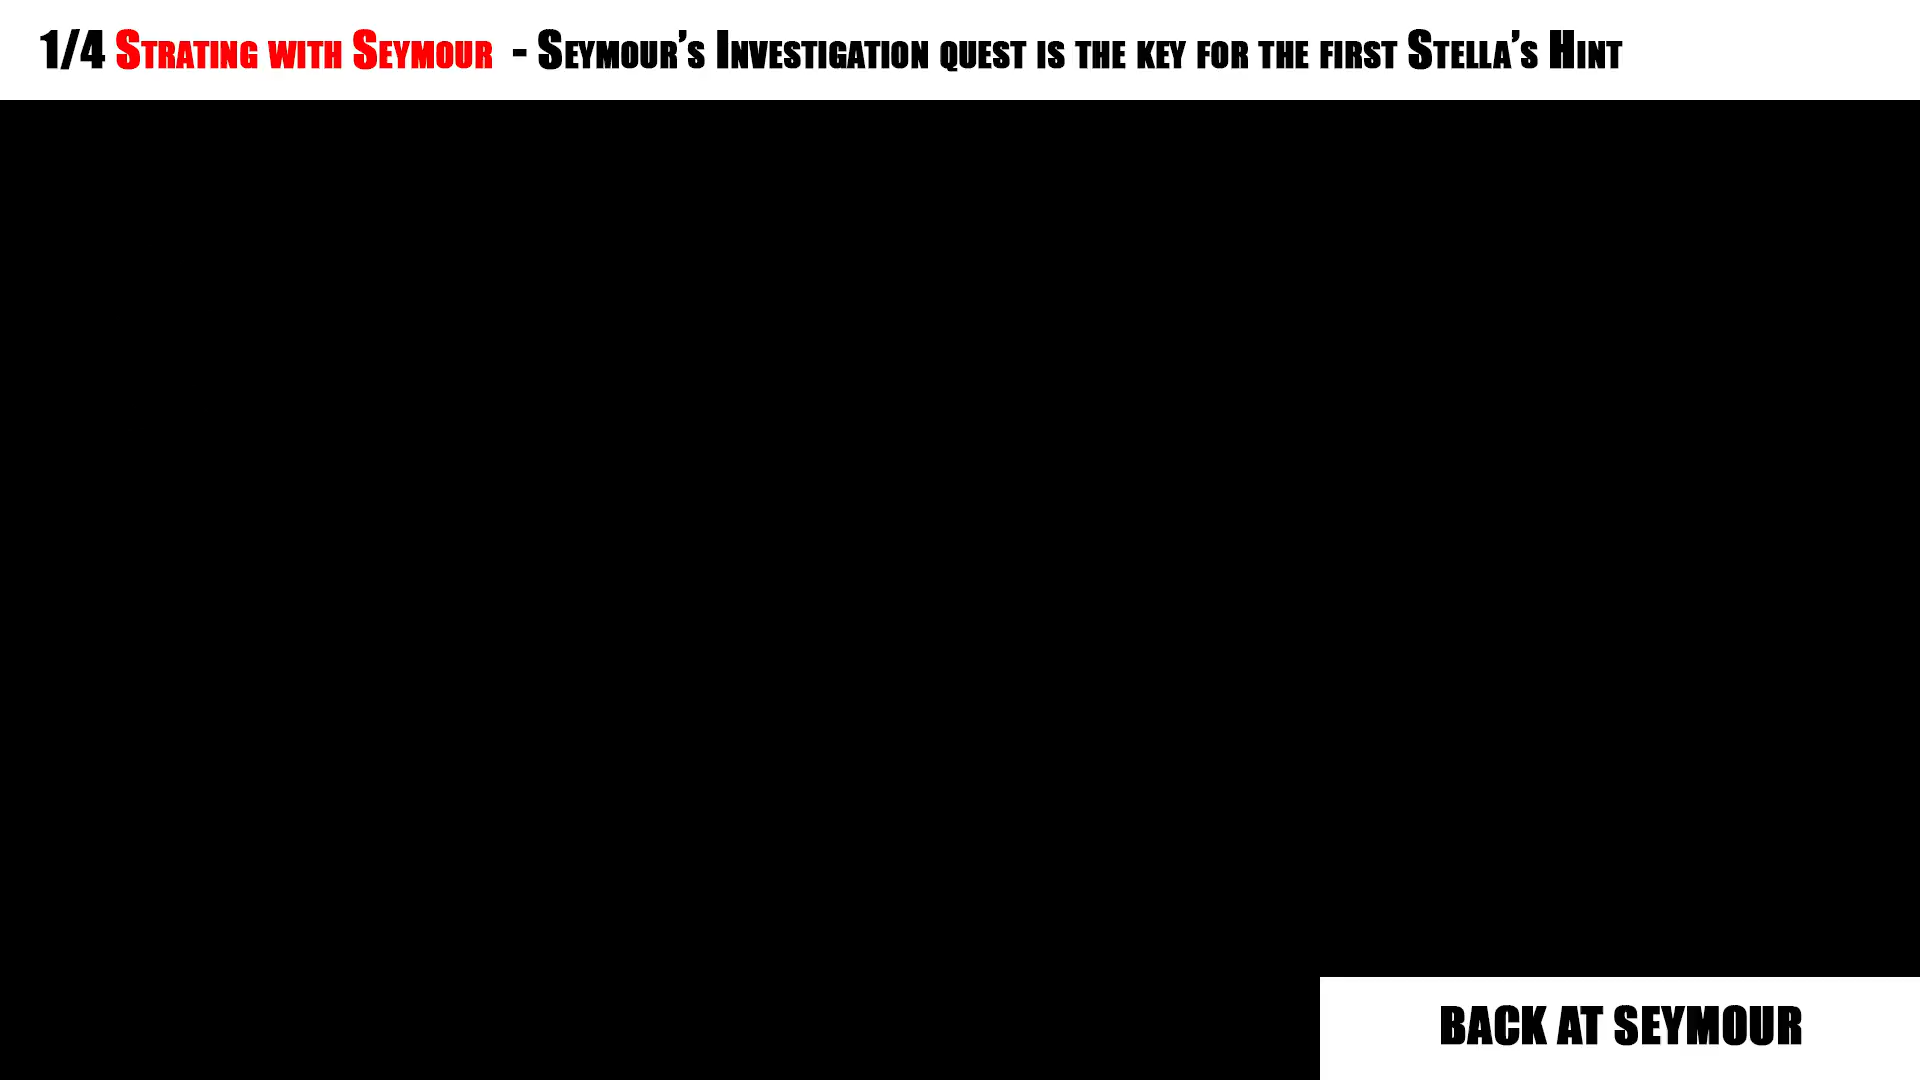 1/4 Strating with Seymour - Seymour’s Investigation quest is the key for the first Stella’s Hint
BACK AT SEYMOUR